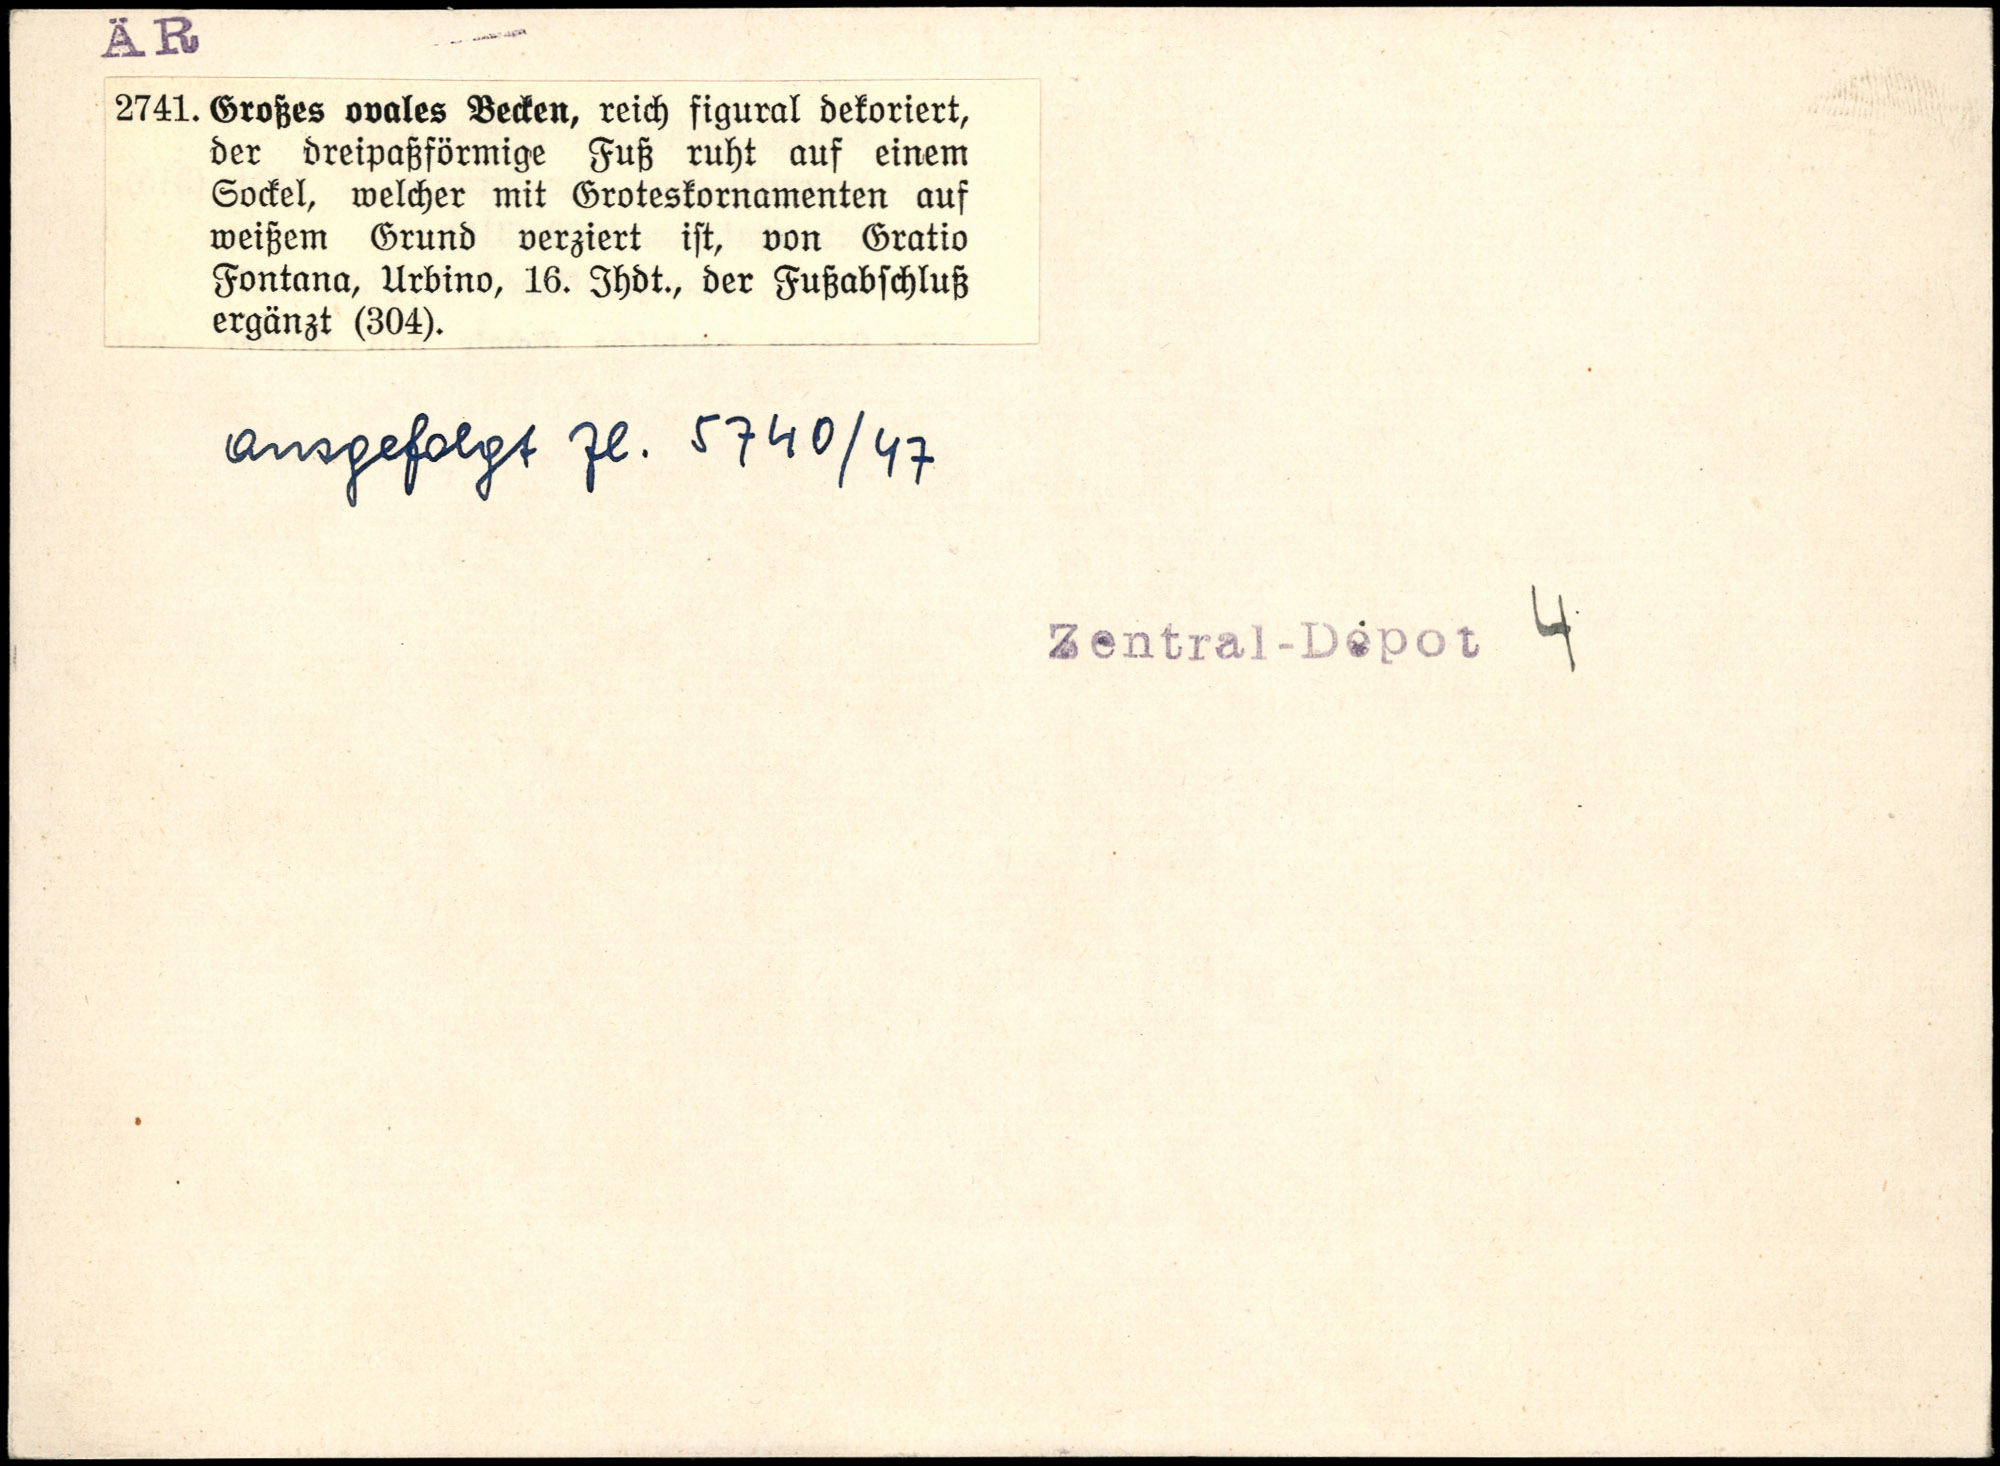 ÄR
2741. Großes ovales Becken, reich figural dekoriert,
der dreipaßförmige Fuß ruht auf einem
Sockel, welcher mit Groteskornamenten auf
weißem Grund verziert ist, von Gratio
Fontana, Urbino, 16. Jhdt., der Fußabschluß
ergänzt (304).
ausgefolgt Zl. 5740/47
Zentral-Depot 4